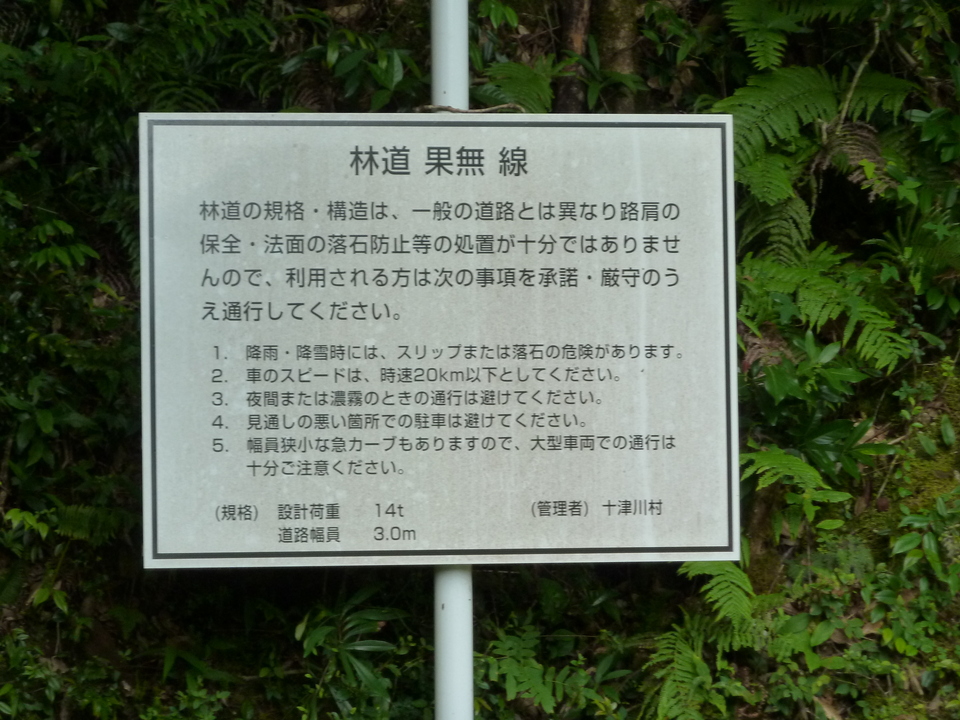 林道 果無 線
林道の規格・構造は、一般の道路とは異なり路肩の
保全・法面の落石防止等の処置が十分ではありませ
んので、利用される方は次の事項を承諾・厳守のう
え通行してください。
1. 降雨・降雪時には、スリップまたは落石の危険があります。
2. 車のスピードは、時速20km以下としてください。
3. 夜間または濃霧のときの通行は避けてください。
4. 見通しの悪い箇所での駐車は避けてください。
5. 幅員狭小な急カーブもありますので、大型車両での通行は
十分ご注意ください。
(規格) 設計荷重 14t (管理者) 十津川村
道路幅員 3.0m